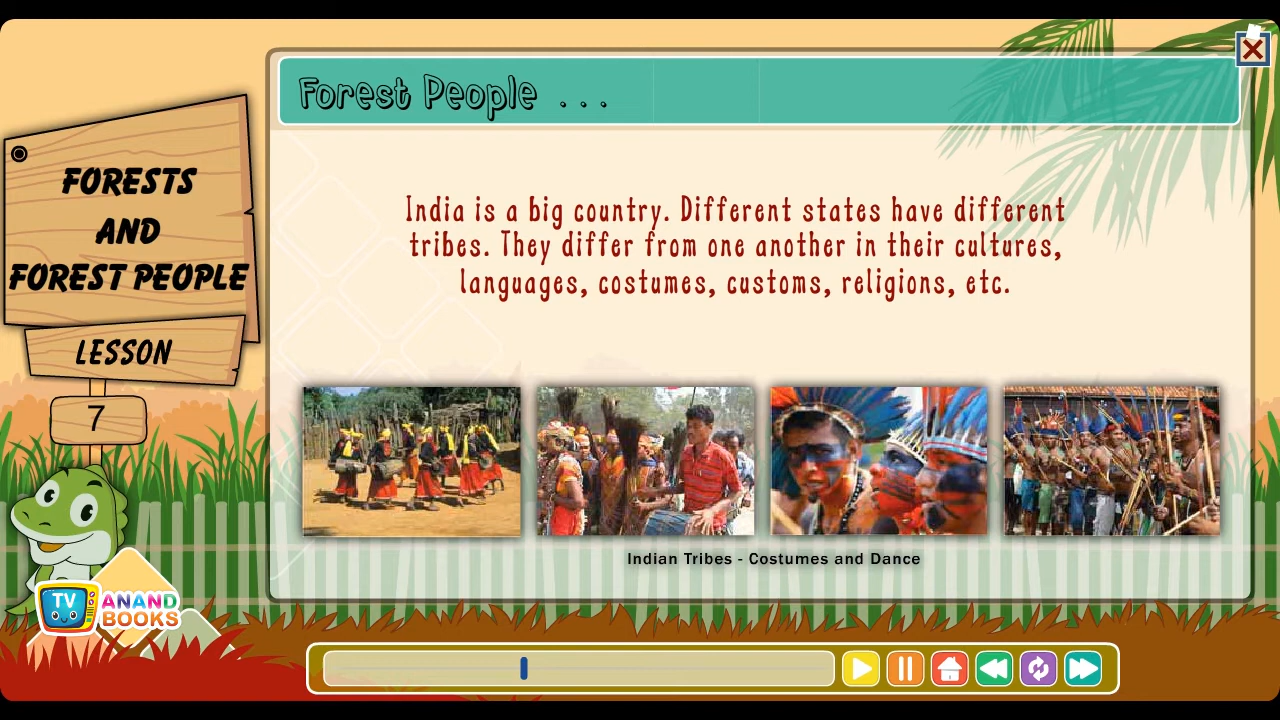 Forest People ...
FORESTS
AND
FOREST PEOPLE
LESSON
7
India is a big country. Different states have different
tribes. They differ from one another in their cultures,
languages, costumes, customs, religions, etc.
Indian Tribes - Costumes and Dance
TV
ANAND
BOOKS